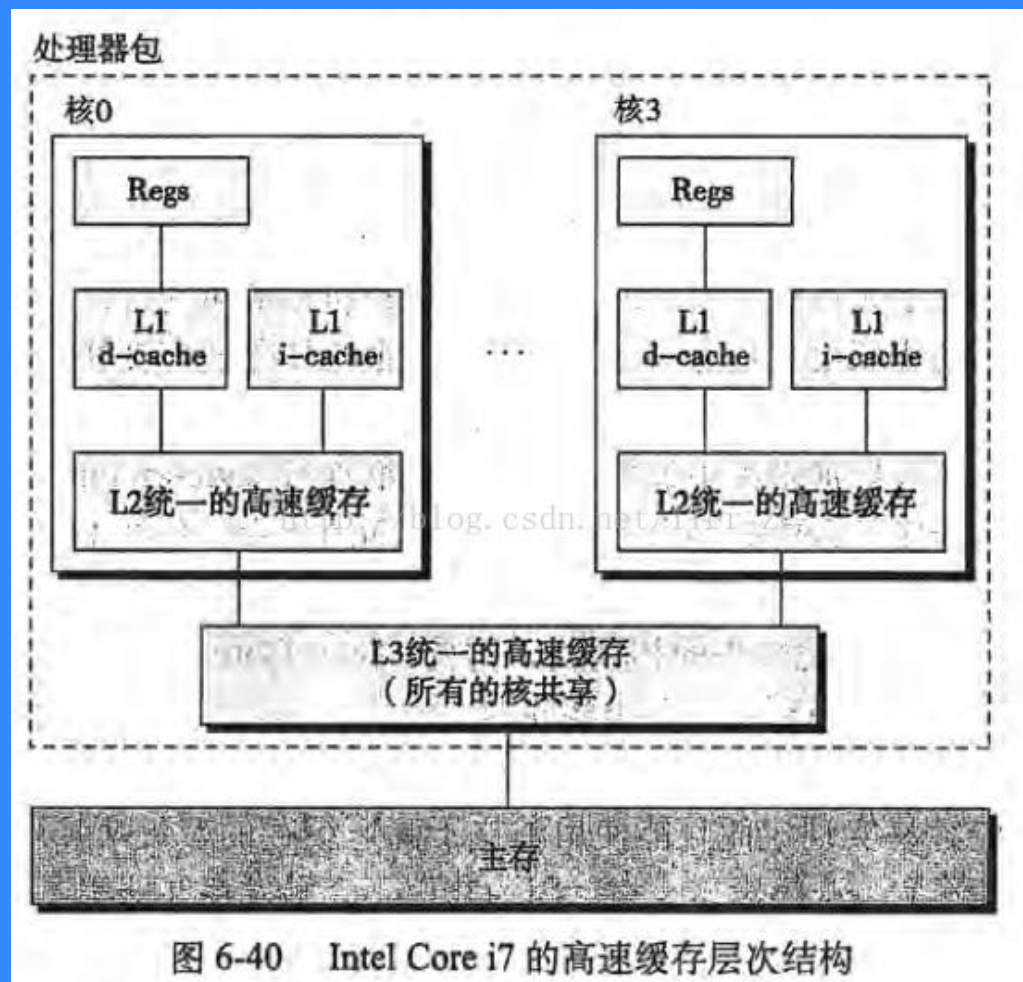 处理器包
核0
核3
Regs
Regs
L1
d-cache
L1
i-cache
...
L1
d-cache
L1
i-cache
L2统一的高速缓存
L2统一的高速缓存
L3统一的高速缓存
（所有的核共享）
主存
图 6-40 Intel Core i7 的高速缓存层次结构